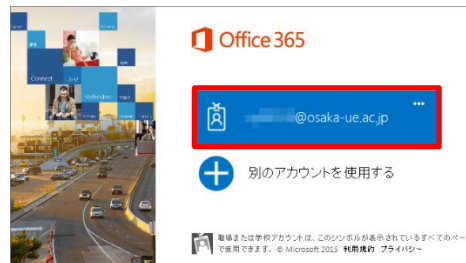 Office 365
Connect
@osaka-ue.ac.jp
別のアカウントを使用する
職場または学校アカウントは、このシンボルが表示されているすべてのペー
で使用できます。 © Microsoft 2015 利用規約 プライバシー